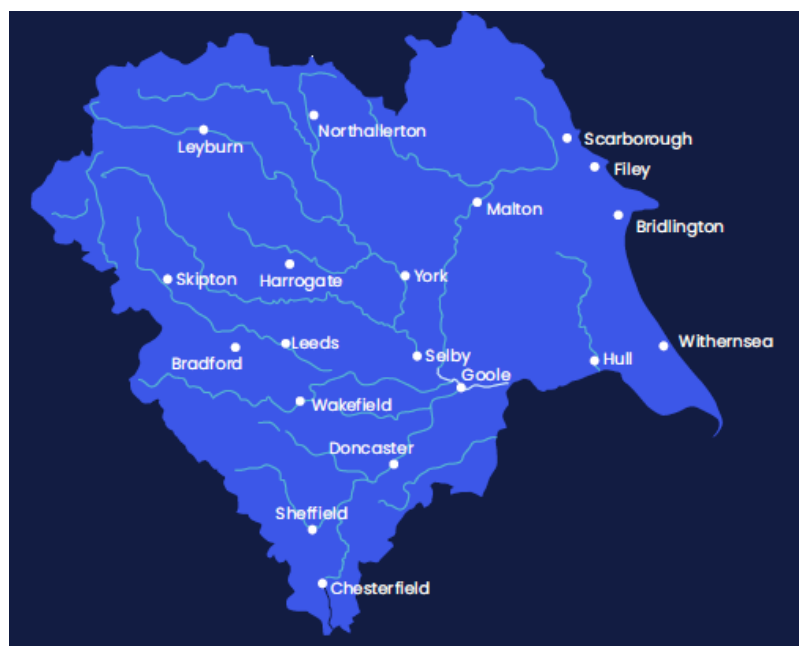 Northallerton
Scarborough
Leyburn
Filey
Malton
Bridlington
York
Skipton
Harrogate
Withernsea
Leeds
Selby
Hull
Bradford
Goole
Wakefield
Doncaster
Sheffield
Chesterfield